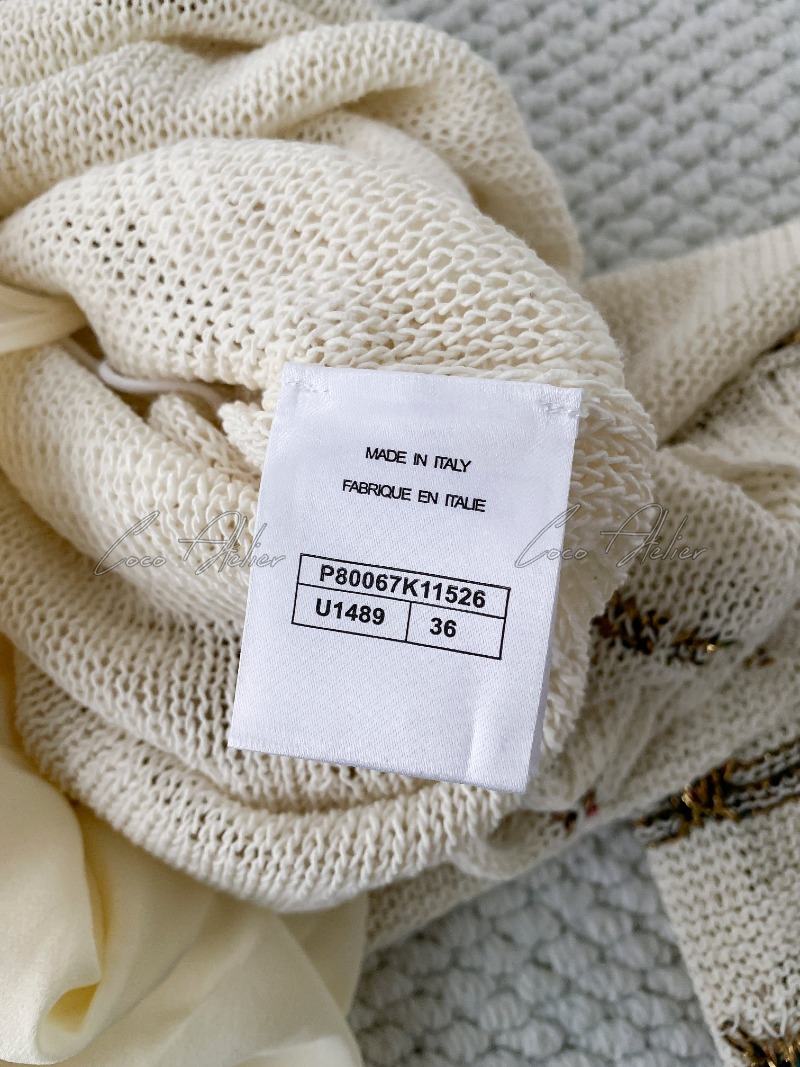 MADE IN ITALY
FABRIQUE EN ITALIE
Coco Atelier Coco Atelier
P80067K11526
U1489 36